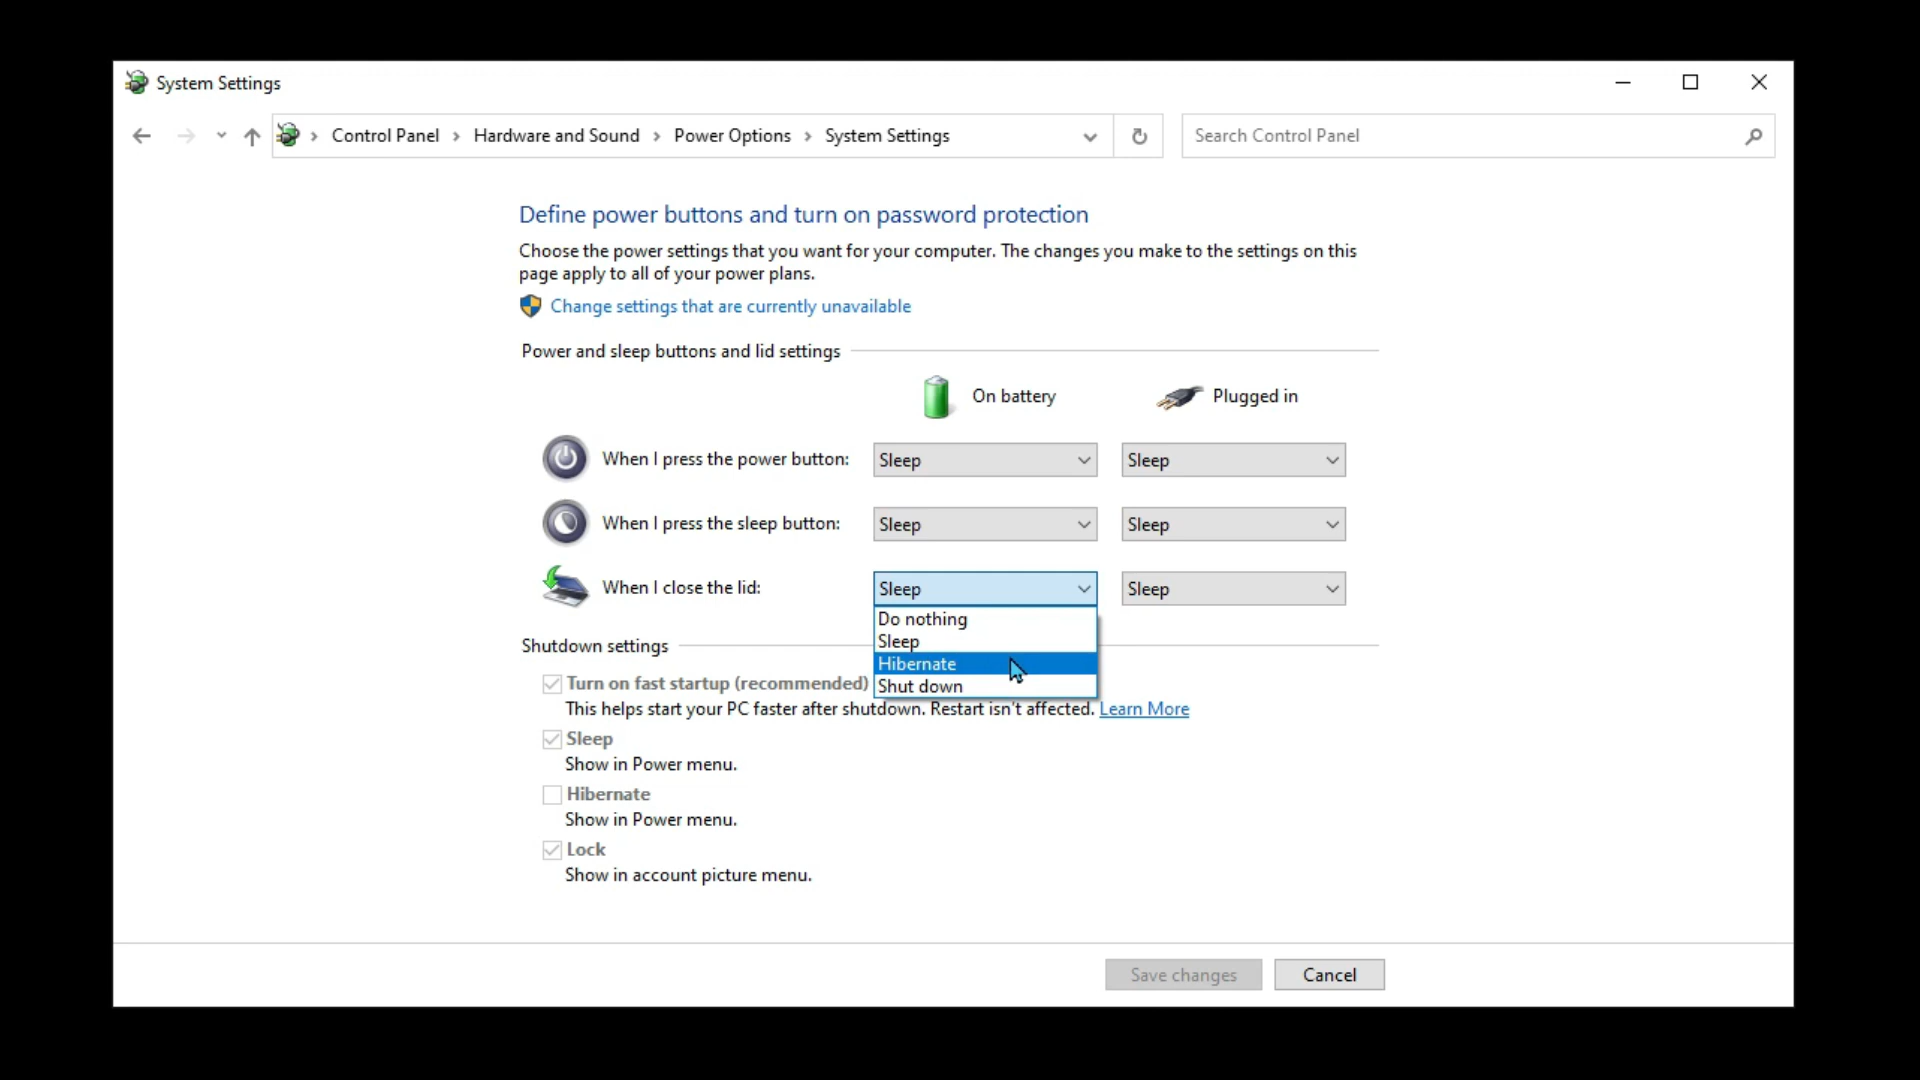 System Settings
Control Panel > Hardware and Sound > Power Options > System Settings
Search Control Panel
Define power buttons and turn on password protection
Choose the power settings that you want for your computer. The changes you make to the settings on this
page apply to all of your power plans.
Change settings that are currently unavailable
Power and sleep buttons and lid settings
On battery Plugged in
When I press the power button: Sleep Sleep
When I press the sleep button: Sleep Sleep
When I close the lid: Sleep Sleep
Do nothing
Sleep
Hibernate
Shut down
Shutdown settings
Turn on fast startup (recommended)
This helps start your PC faster after shutdown. Restart isn't affected. Learn More
Sleep
Show in Power menu.
Hibernate
Show in Power menu.
Lock
Show in account picture menu.
Save changes Cancel